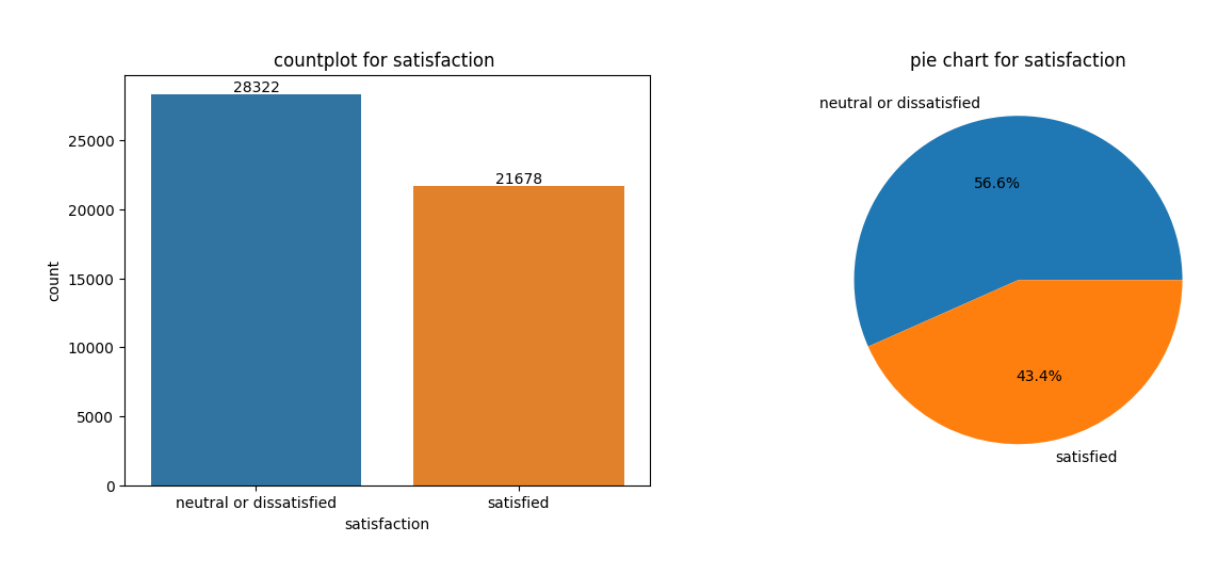 countplot for satisfaction
28322
21678
25000
20000
15000
10000
5000
0
count
neutral or dissatisfied
satisfied
satisfaction
pie chart for satisfaction
neutral or dissatisfied
56.6%
43.4%
satisfied